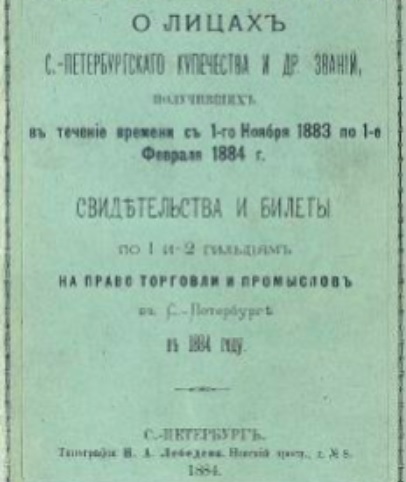 О ЛИЦАХЪ
С.-ПЕТЕРБУРГСКАГО КУПЕЧЕСТВА И ДР. ЗВАНІЙ,
ПОЛУЧИВШИХЪ
въ теченіе времени съ 1-го Ноября 1883 по 1-е
Февраля 1884 г.
СВИДѢТЕЛЬСТВА И БИЛЕТЫ
ПО 1 И 2 ГИЛЬДІЯМЪ
НА ПРАВО ТОРГОВЛИ И ПРОМЫСЛОВЪ
въ С.-Петербургѣ
въ 1884 году.
С.-ПЕТЕРБУРГЪ.
Типографія И. А. Лебедева. Невскій просп., д. № 8.
1884.